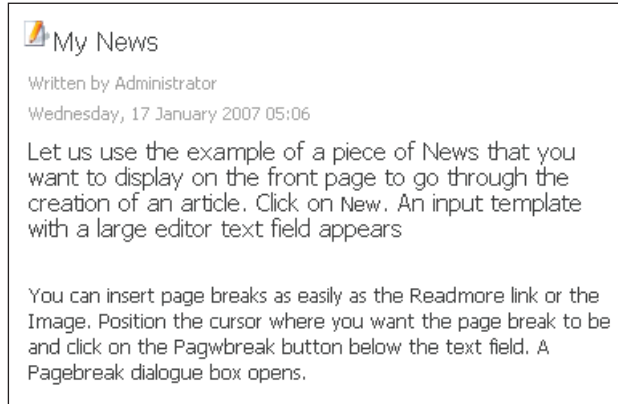 My News
Written by Administrator
Wednesday, 17 January 2007 05:06
Let us use the example of a piece of News that you
want to display on the front page to go through the
creation of an article. Click on New. An input template
with a large editor text field appears
You can insert page breaks as easily as the Readmore link or the
Image. Position the cursor where you want the page break to be
and click on the Pagwbreak button below the text field. A
Pagebreak dialogue box opens.